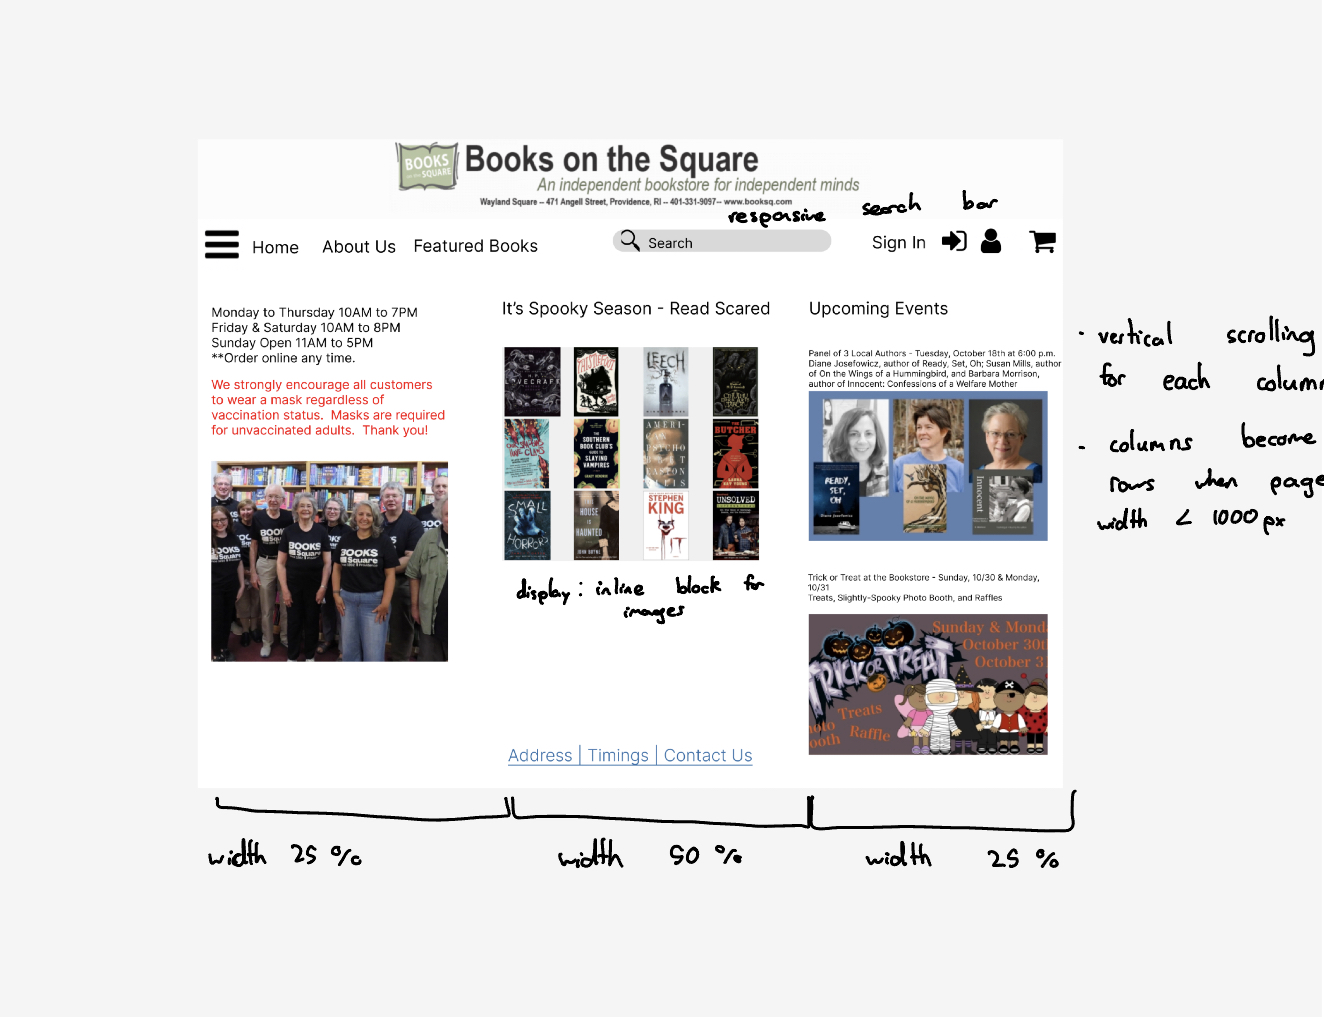 BOOKS
ON THE
SQUARE
Books on the Square
An independent bookstore for independent minds
Wayland Square -- 471 Angell Street, Providence, RI -- 401-331-9097-- www.booksq.com
responsive search bar
Home About Us Featured Books
Search
Sign In
Monday to Thursday 10AM to 7PM
Friday & Saturday 10AM to 8PM
Sunday Open 11AM to 5PM
**Order online any time.
We strongly encourage all customers
to wear a mask regardless of
vaccination status. Masks are required
for unvaccinated adults. Thank you!
BOOKS
Square
It's Spooky Season - Read Scared
LOVECRAFT
LEECH
THE
BUTCHER
THE
SOUTHERN
BOOK CLUB'S
GUIDE TO
SLAYING
VAMPIRES
AMERI-
CAN
PSYCHO
BRET
EASTON
ELLIS
SMALL
HORRORS
HOUSE
IS
HAUNTED
JOHN BOYNE
STEPHEN
KING
IT
UNSOLVED
display: inline block for
images
Address | Timings | Contact Us
Upcoming Events
Panel of 3 Local Authors - Tuesday, October 18th at 6:00 p.m.
Diane Josefowicz, author of Ready, Set, Oh; Susan Mills, author
of On the Wings of a Hummingbird, and Barbara Morrison,
author of Innocent: Confessions of a Welfare Mother
READY,
SET,
OH
Innocent
Trick or Treat at the Bookstore - Sunday, 10/30 & Monday,
10/31
Treats, Slightly-Spooky Photo Booth, and Raffles
Sunday & Mond
October 30t
October 3
TRICK OR TREAT
Treats
oto
ooth Raffle
- vertical scrolling
for each column
- columns become
rows when page
width < 1000 px
width 25 %
width 50 %
width 25 %